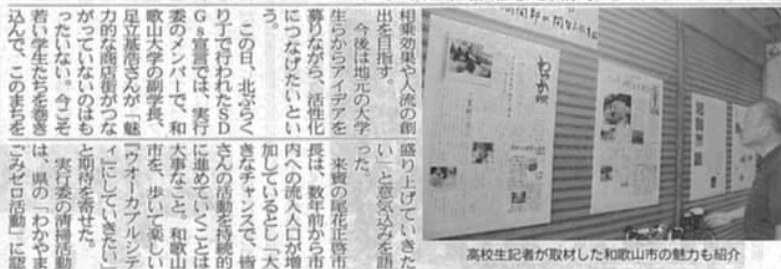 相乗効果や人流の創
出を目指す。
今後は地元の大学
生らからアイデアを
募りながら、活性化
につなげたいとい
う。
この日、北ぶらく
り丁で行われたSD
Gs宣言では、実行
委のメンバーで、和
歌山大学の副学長、
足立基浩さんが「魅
力的な商店街がつな
がっていないのはも
ったいない。今こそ
若い学生たちを巻き
込んで、このまちを
盛り上げていきた
い」と意気込みを語
った。
来賓の尾花正啓市
長は、数年前から市
内への流入人口が増
加しているとし「大
きなチャンスで、皆
さんの活動を持続的
に進めていくことは
大事なこと。和歌山
市を、歩いて楽しい
『ウオーカブルシテ
ィ』にしていきたい」
と期待を寄せた。
実行委の清掃活動
は、県の「わかやま
ごみゼロ活動」に認
高校生記者が取材した和歌山市の魅力も紹介